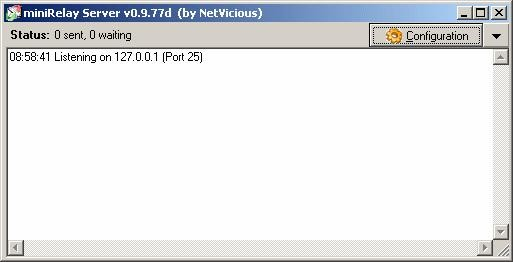 miniRelay Server v0.9.77d (by NetVicious)
Status: 0 sent, 0 waiting
Configuration
08:58:41 Listening on 127.0.0.1 (Port 25)